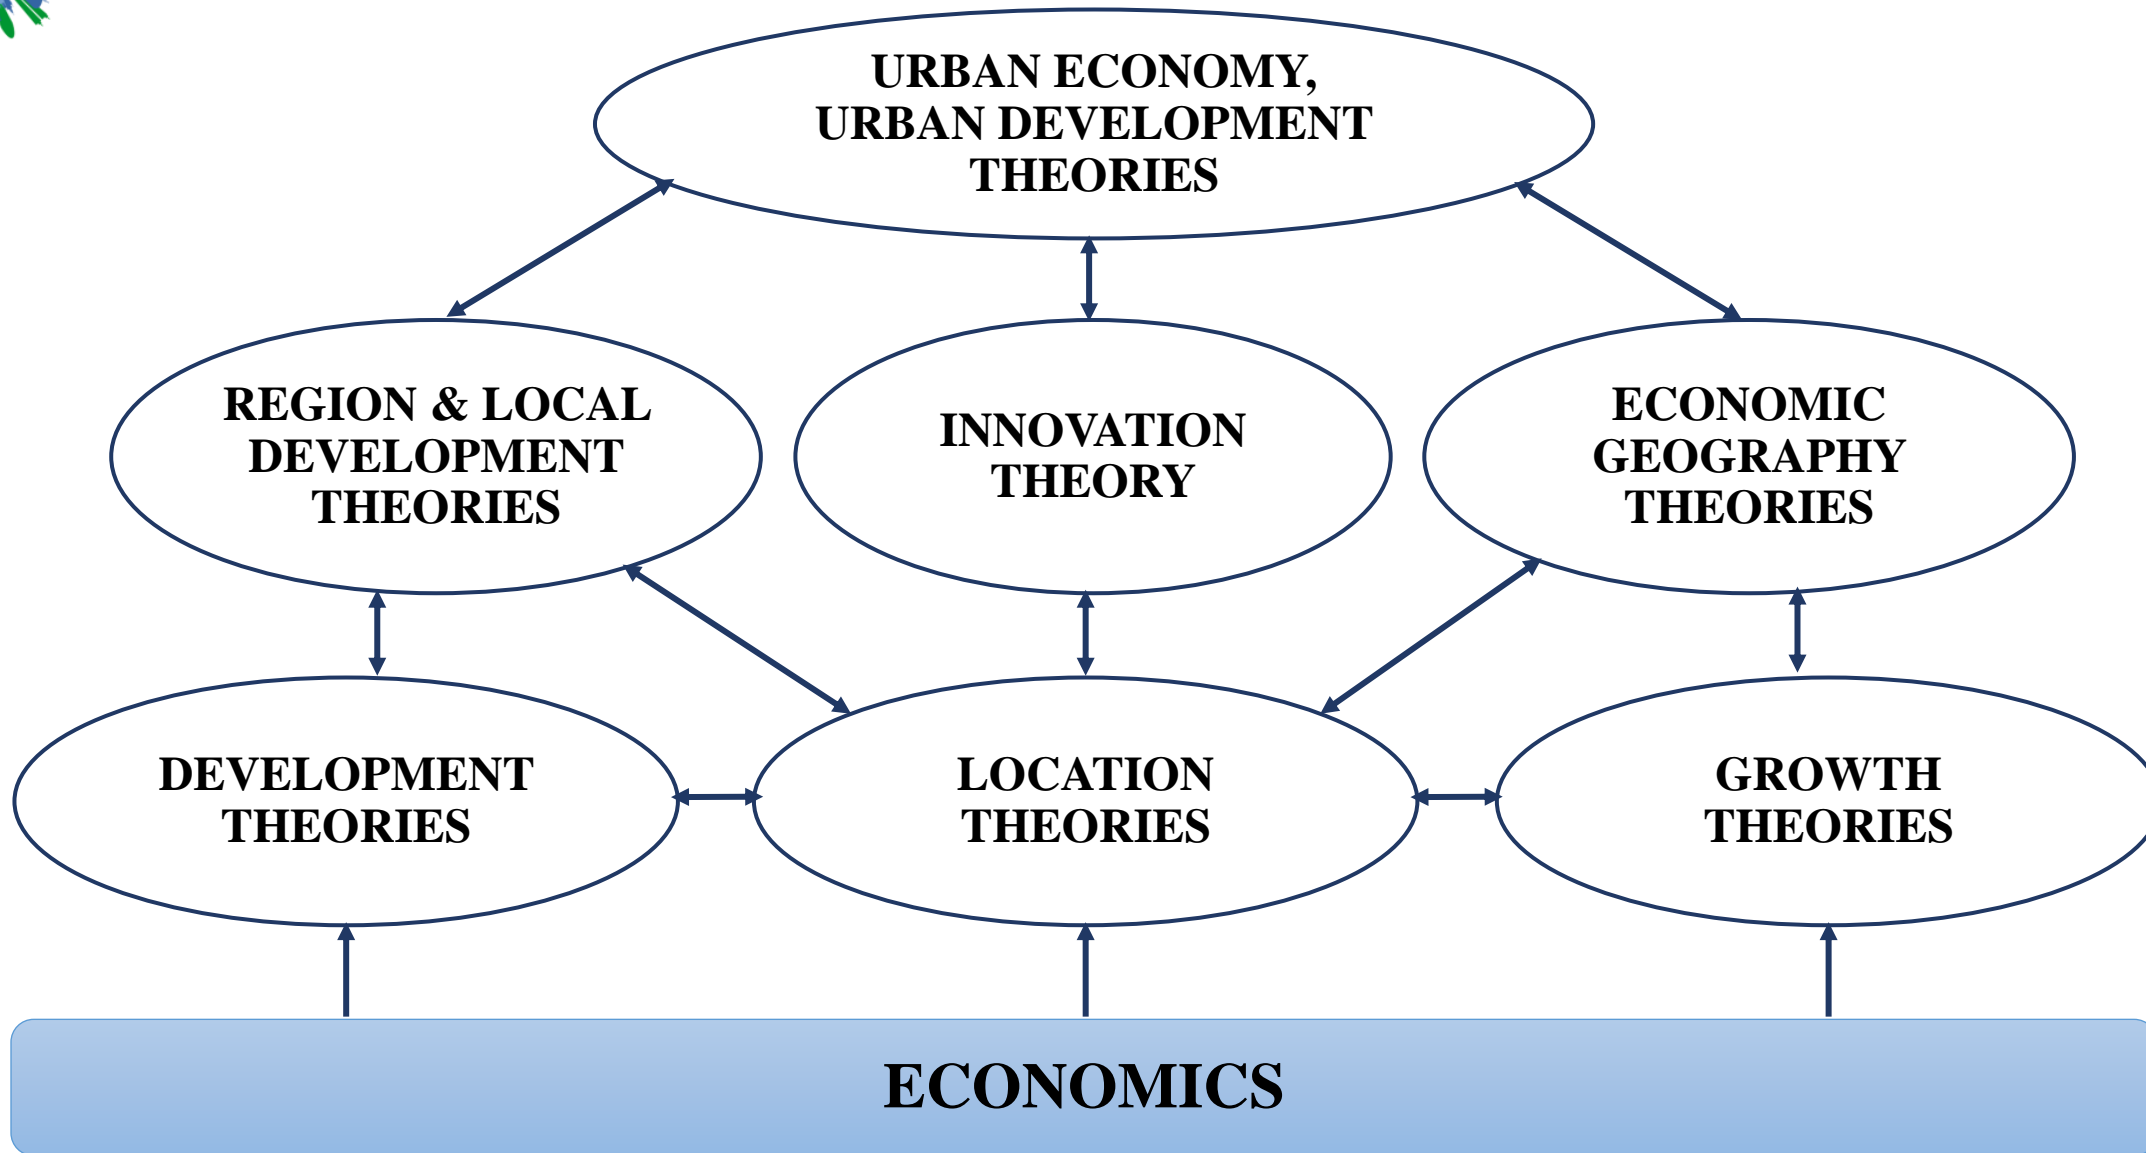 URBAN ECONOMY,
URBAN DEVELOPMENT
THEORIES
REGION & LOCAL
DEVELOPMENT
THEORIES
INNOVATION
THEORY
ECONOMIC
GEOGRAPHY
THEORIES
DEVELOPMENT
THEORIES
LOCATION
THEORIES
GROWTH
THEORIES
ECONOMICS